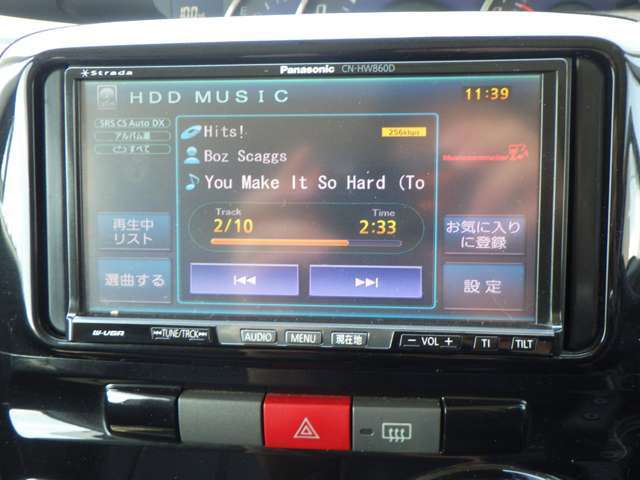 100
Strada
Panasonic CN-HW860D
HDD MUSIC
11:39
SRS CS Auto DX
アルバム順
すべて
Hits!
256kbps
Boz Scaggs
You Make It So Hard (To
Track
2/10
Time
2:33
再生中
リスト
お気に入り
に登録
選曲する
設定
W-VGA
TUNE/TRCK
AUDIO
MENU
現在地
- VOL +
TI
TILT